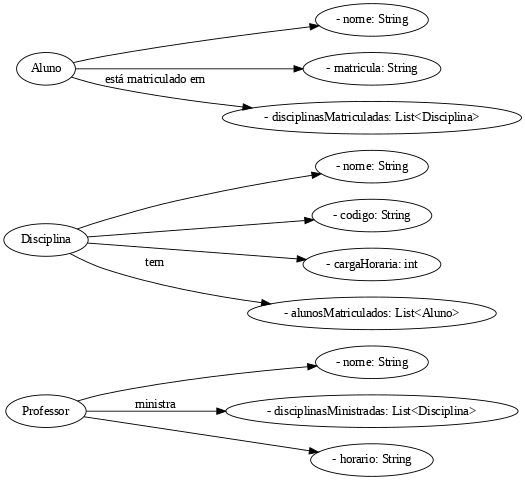 - nome: String
Aluno
- matricula: String
está matriculado em
- disciplinasMatriculadas: List<Disciplina>
- nome: String
- codigo: String
Disciplina
- cargaHoraria: int
tem
- alunosMatriculados: List<Aluno>
- nome: String
ministra
Professor
- disciplinasMinistradas: List<Disciplina>
- horario: String